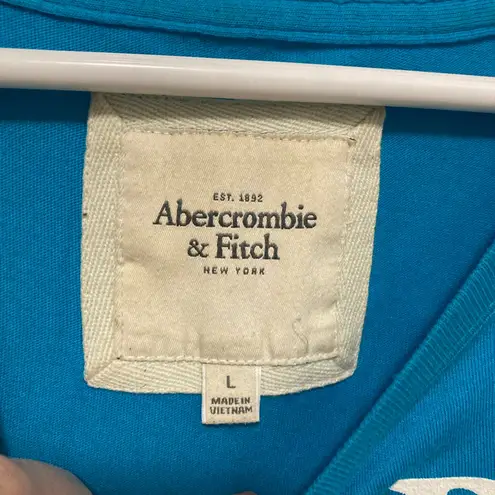 EST. 1892
Abercrombie
& Fitch
NEW YORK
L
MADE IN
VIETNAM